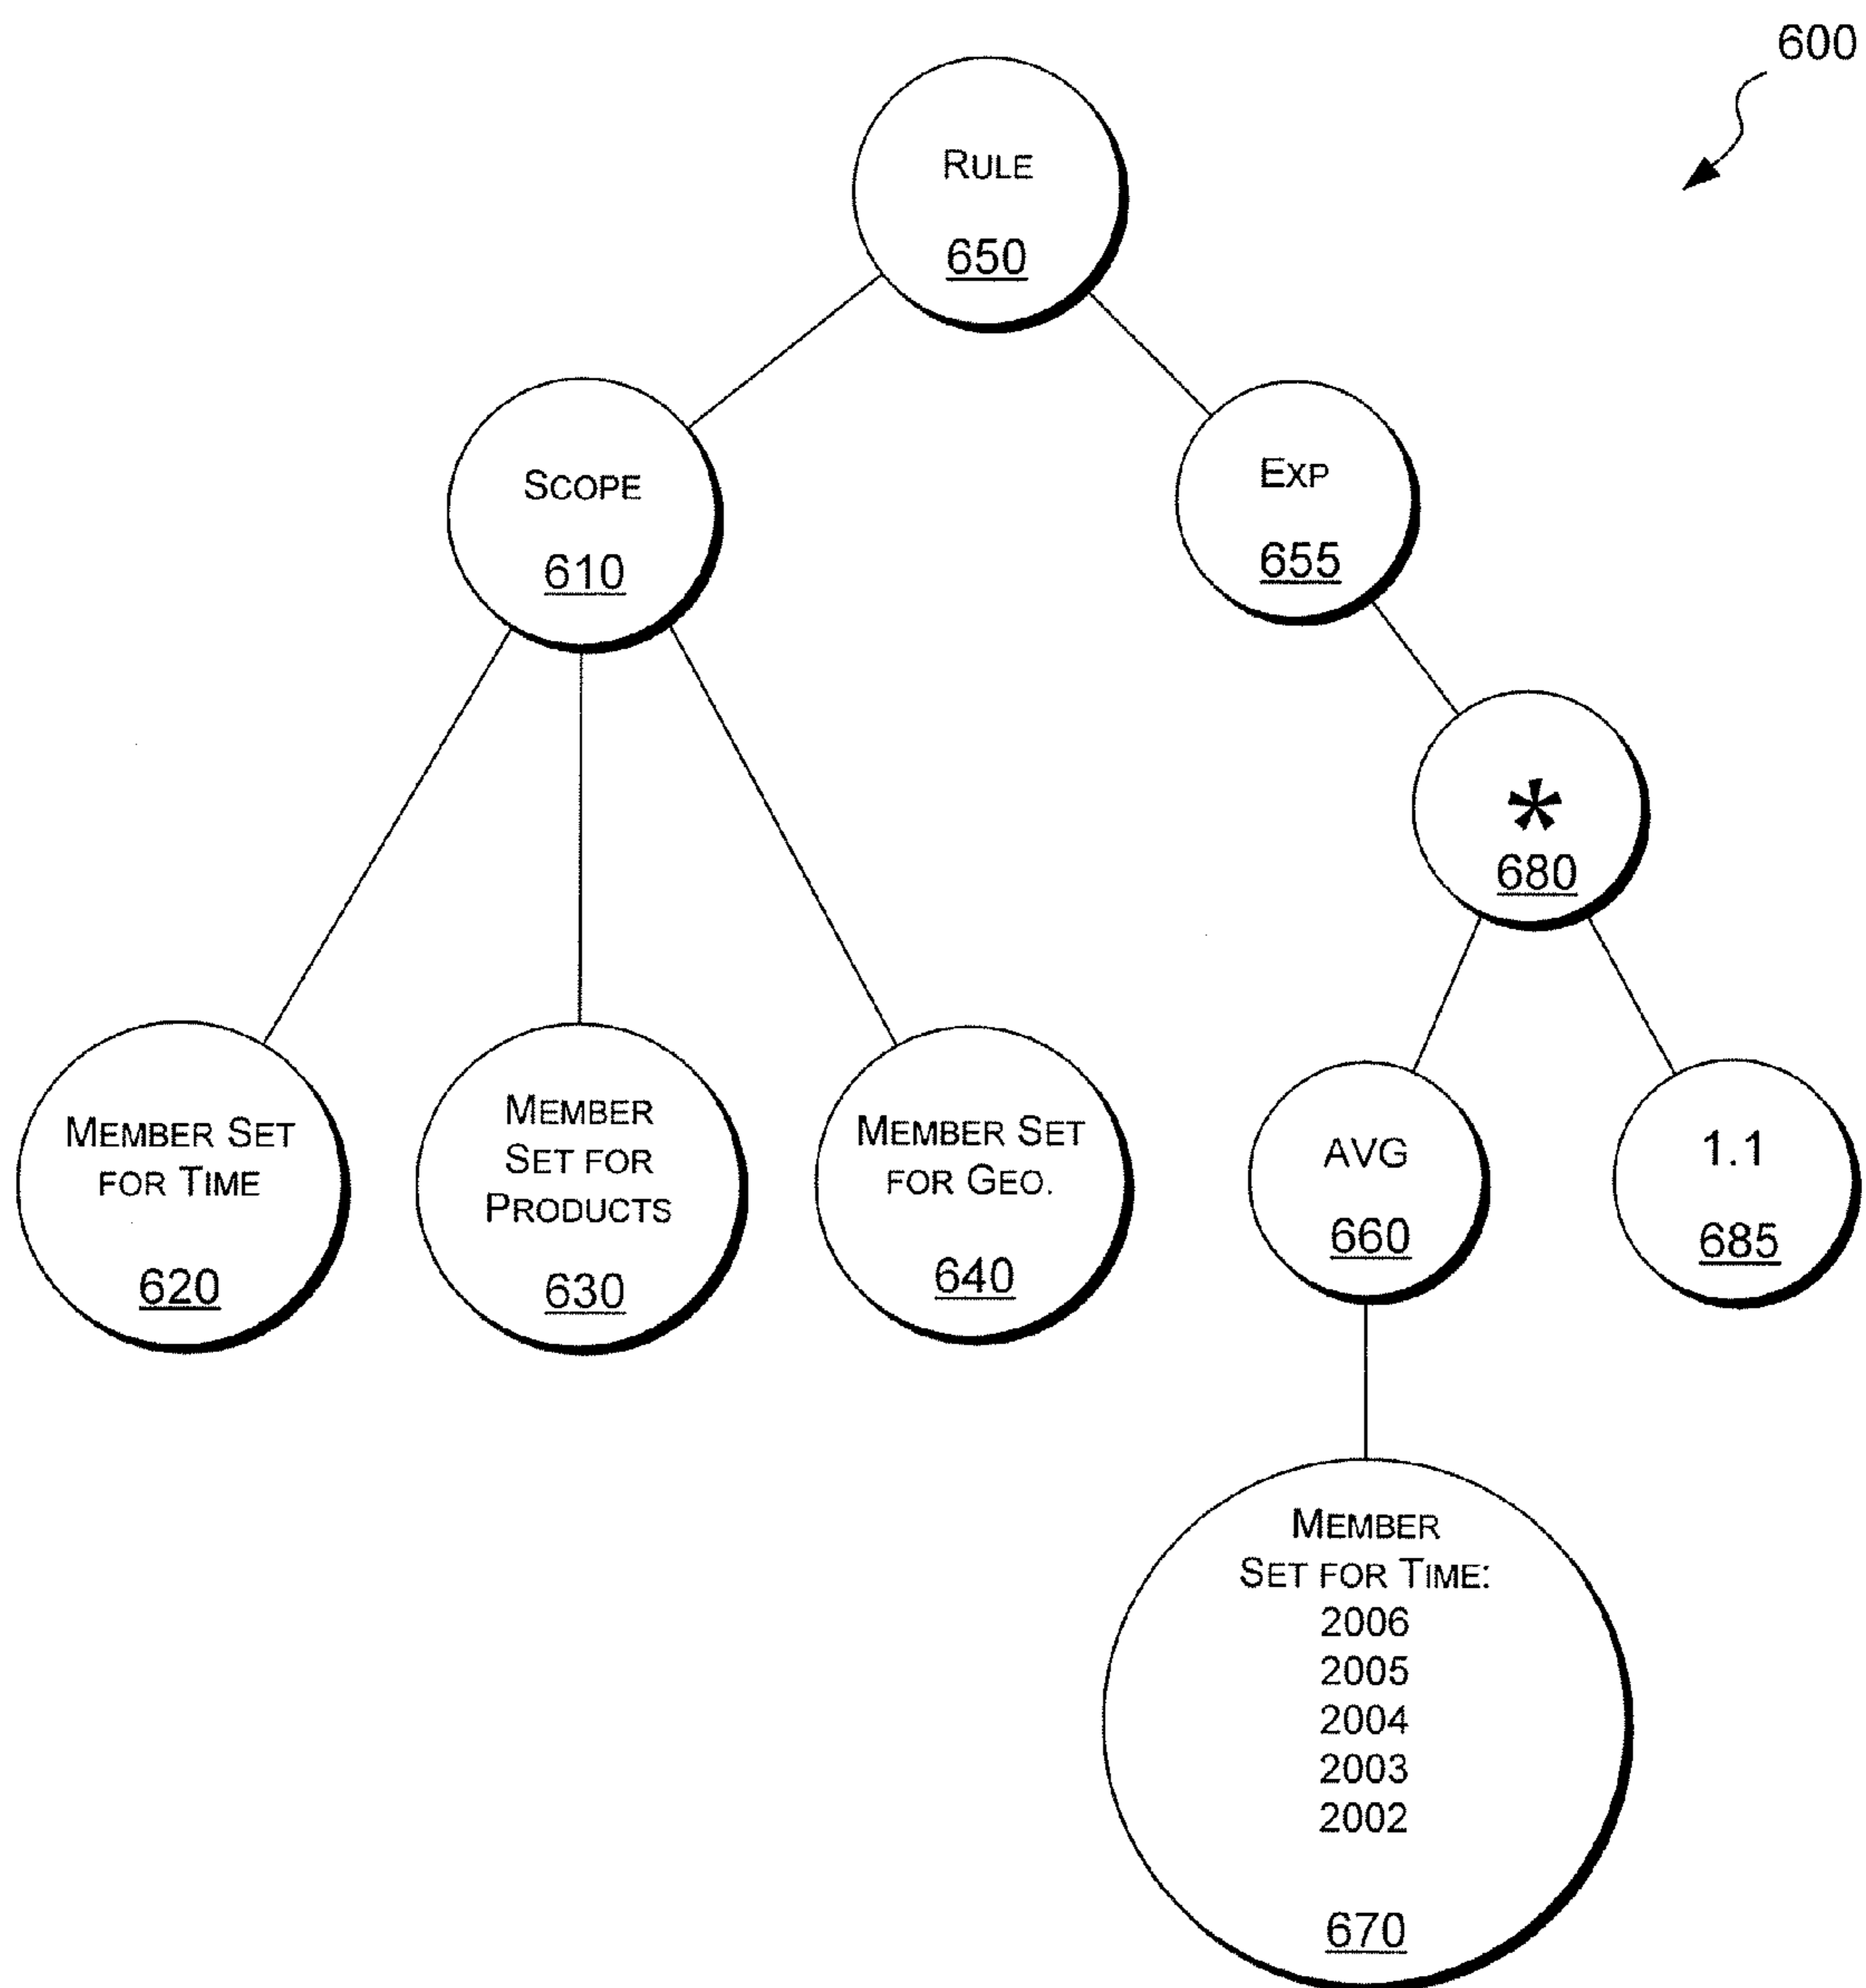 600
RULE
650
SCOPE
610
EXP
655
*
680
MEMBER SET
FOR TIME
620
MEMBER
SET FOR
PRODUCTS
630
MEMBER SET
FOR GEO.
640
AVG
660
1.1
685
MEMBER
SET FOR TIME:
2006
2005
2004
2003
2002
670